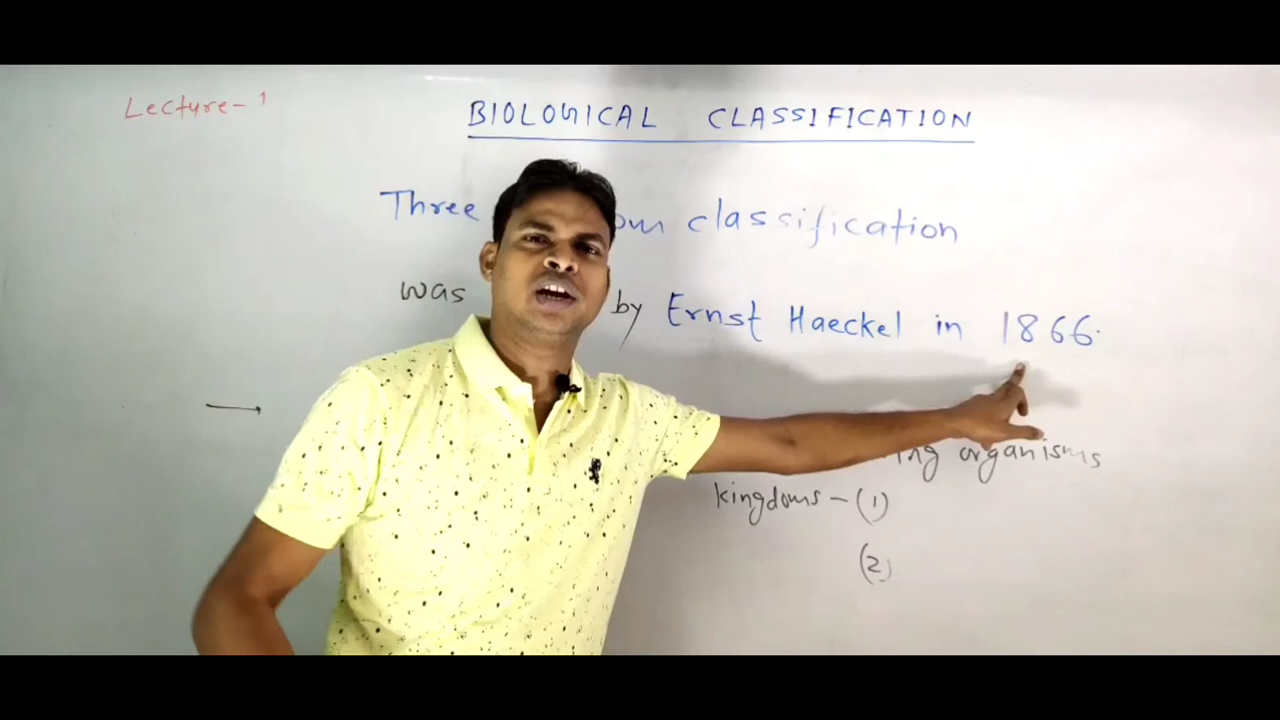 Lecture-1
BIOLOGICAL CLASSIFICATION
Three classification
was by Ernst Haeckel in 1866.
organisms
kingdoms - (1)
(2)